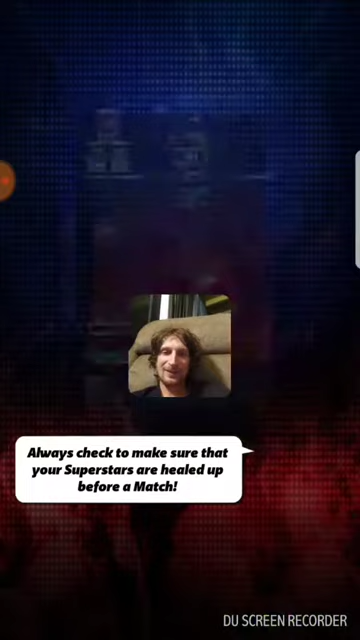 Always check to make sure that
your Superstars are healed up
before a Match!
DU SCREEN RECORDER